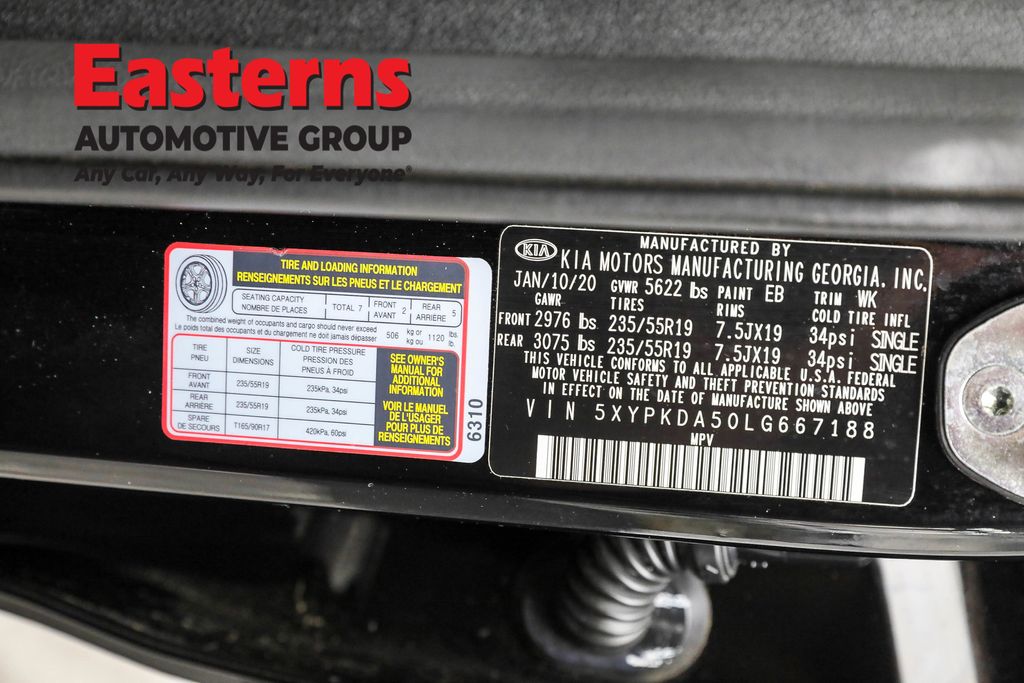 Easterns
AUTOMOTIVE GROUP
Any Car, Any Way, For Everyone®
TIRE AND LOADING INFORMATION
RENSEIGNEMENTS SUR LES PNEUS ET LE CHARGEMENT
SEATING CAPACITY
NOMBRE DE PLACES
TOTAL 7
FRONT
AVANT 2
REAR
ARRIÈRE 5
The combined weight of occupants and cargo should never exceed
Le poids total des occupants et du chargement ne doit jamais dépasser
506 kg or 1120 lbs.
kg ou lb.
TIRE
PNEU
SIZE
DIMENSIONS
COLD TIRE PRESSURE
PRESSION DES
PNEUS À FROID
FRONT
AVANT
235/55R19
235kPa, 34psi
REAR
ARRIÈRE
235/55R19
235kPa, 34psi
SPARE
DE SECOURS
T165/90R17
420kPa, 60psi
SEE OWNER'S
MANUAL FOR
ADDITIONAL
INFORMATION
VOIR LE MANUEL
DE L'USAGER
POUR PLUS DE
RENSEIGNEMENTS
6310
MANUFACTURED BY
KIA KIA MOTORS MANUFACTURING GEORGIA, INC.
JAN/10/20 GVWR 5622 lbs PAINT EB TRIM WK
GAWR TIRES RIMS COLD TIRE INFL
FRONT 2976 lbs 235/55R19 7.5JX19 34psi SINGLE
REAR 3075 lbs 235/55R19 7.5JX19 34psi SINGLE
THIS VEHICLE CONFORMS TO ALL APPLICABLE U.S.A. FEDERAL
MOTOR VEHICLE SAFETY AND THEFT PREVENTION STANDARDS
IN EFFECT ON THE DATE OF MANUFACTURE SHOWN ABOVE
VIN 5XYPKDA50LG667188
MPV